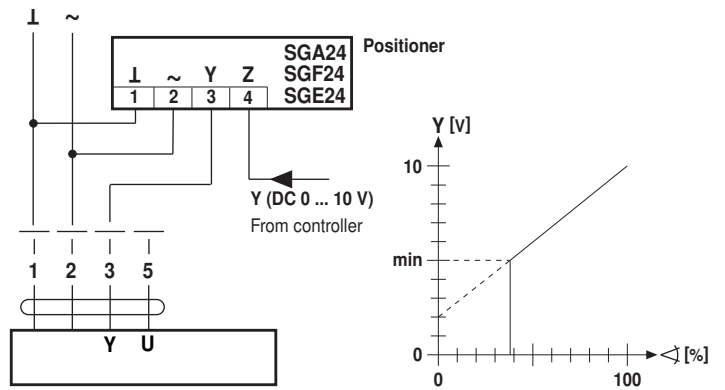 ⊥ ~
SGA24 Positioner
⊥ ~ Y Z SGF24
1 2 3 4 SGE24
Y (DC 0 ... 10 V)
From controller
1 2 3 5
Y U
Y [V]
10
min
0
0 100
[%]